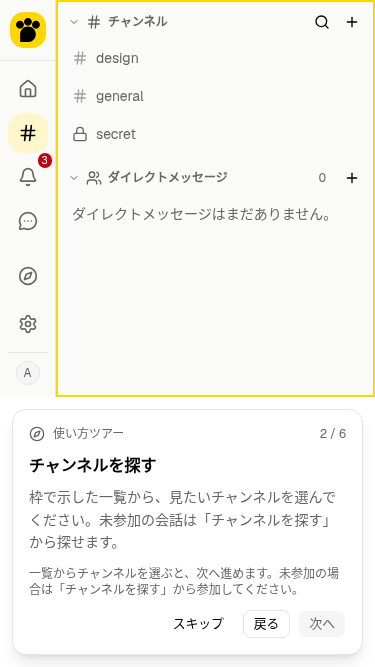 チャンネル
design
general
secret
3
ダイレクトメッセージ 0
ダイレクトメッセージはまだありません。
A
使い方ツアー 2 / 6
チャンネルを探す
枠で示した一覧から、見たいチャンネルを選んで
ください。未参加の会話は「チャンネルを探す」
から探せます。
一覧からチャンネルを選ぶと、次へ進めます。未参加の場
合は「チャンネルを探す」から参加してください。
スキップ 戻る 次へ